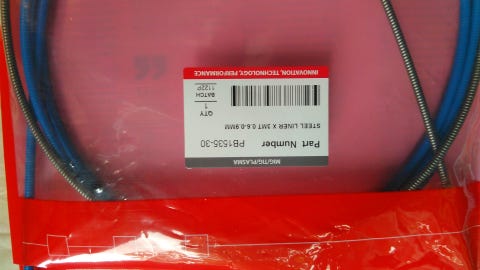 MIG/TIG/PLASMA
Part Number PB1535-30
STEEL LINER X 3MT 0.6-0.9MM
QTY 1
BATCH 1122P
INNOVATION, TECHNOLOGY, PERFORMANCE